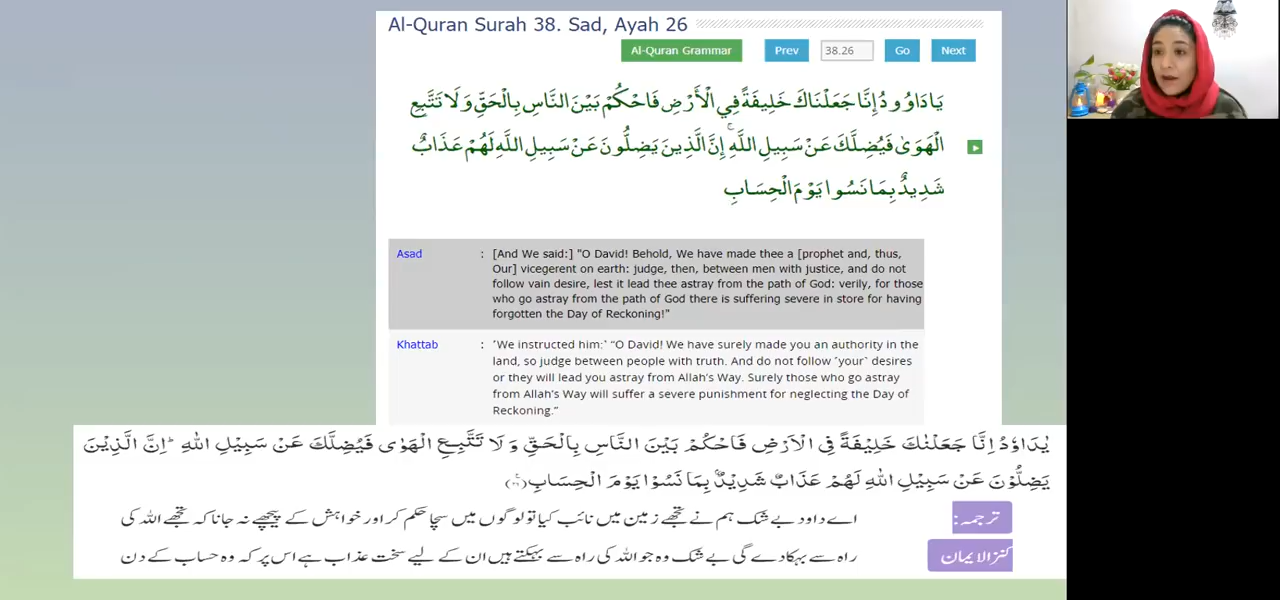 Al-Quran Surah 38. Sad, Ayah 26
Al-Quran Grammar Prev 38.26 Go Next
يَا دَاوُودُ إِنَّا جَعَلْنَاكَ خَلِيفَةً فِي الْأَرْضِ فَاحْكُمْ بَيْنَ النَّاسِ بِالْحَقِّ وَلَا تَتَّبِعِ
الْهَوَىٰ فَيُضِلَّكَ عَنْ سَبِيلِ اللَّهِ ۚ إِنَّ الَّذِينَ يَضِلُّونَ عَنْ سَبِيلِ اللَّهِ لَهُمْ عَذَابٌ
شَدِيدٌ بِمَا نَسُوا يَوْمَ الْحِسَابِ
Asad : [And We said:] "O David! Behold, We have made thee a [prophet and, thus,
Our] vicegerent on earth: judge, then, between men with justice, and do not
follow vain desire, lest it lead thee astray from the path of God: verily, for those
who go astray from the path of God there is suffering severe in store for having
forgotten the Day of Reckoning!"
Khattab : ˹We instructed him:˺ “O David! We have surely made you an authority in the
land, so judge between people with truth. And do not follow ˹your˺ desires
or they will lead you astray from Allah’s Way. Surely those who go astray
from Allah’s Way will suffer a severe punishment for neglecting the Day of
Reckoning.”
یٰدَاوٗدُ اِنَّا جَعَلْنٰكَ خَلِیْفَةً فِی الْاَرْضِ فَاحْكُمْ بَیْنَ النَّاسِ بِالْحَقِّ وَ لَا تَتَّبِـعِ الْهَوٰى فَیُضِلَّكَ عَنْ سَبِیْلِ اللّٰهِؕ-اِنَّ الَّذِیْنَ
یَضِلُّوْنَ عَنْ سَبِیْلِ اللّٰهِ لَهُمْ عَذَابٌ شَدِیْدٌۢ بِمَا نَسُوْا یَوْمَ الْحِسَابِ۠(۲۶)
ترجمہ: اے داود بے شک ہم نے تجھے زمین میں نائب کیا تو لوگوں میں سچا حکم کر اور خواہش کے پیچھے نہ جانا کہ تجھے اللہ کی
کنزالایمان راہ سے بہکادے گی بے شک وہ جو اللہ کی راہ سے بہکتے ہیں ان کے لیے سخت عذاب ہے اس پر کہ وہ حساب کے دن